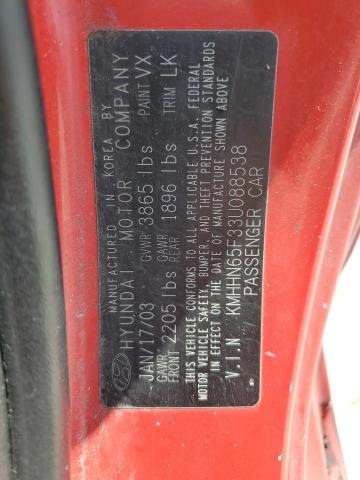 MANUFACTURED IN KOREA BY
HYUNDAI MOTOR COMPANY
JAN/17/03 GVWR 3865 lbs PAINT VX
GAWR FRONT 2205 lbs GAWR REAR 1896 lbs TRIM LK
THIS VEHICLE CONFORMS TO ALL APPLICABLE U.S.A. FEDERAL
MOTOR VEHICLE SAFETY, BUMPER, AND THEFT PREVENTION STANDARDS
IN EFFECT ON THE DATE OF MANUFACTURE SHOWN ABOVE
V.I.N KMHHN65F33U088538
PASSENGER CAR